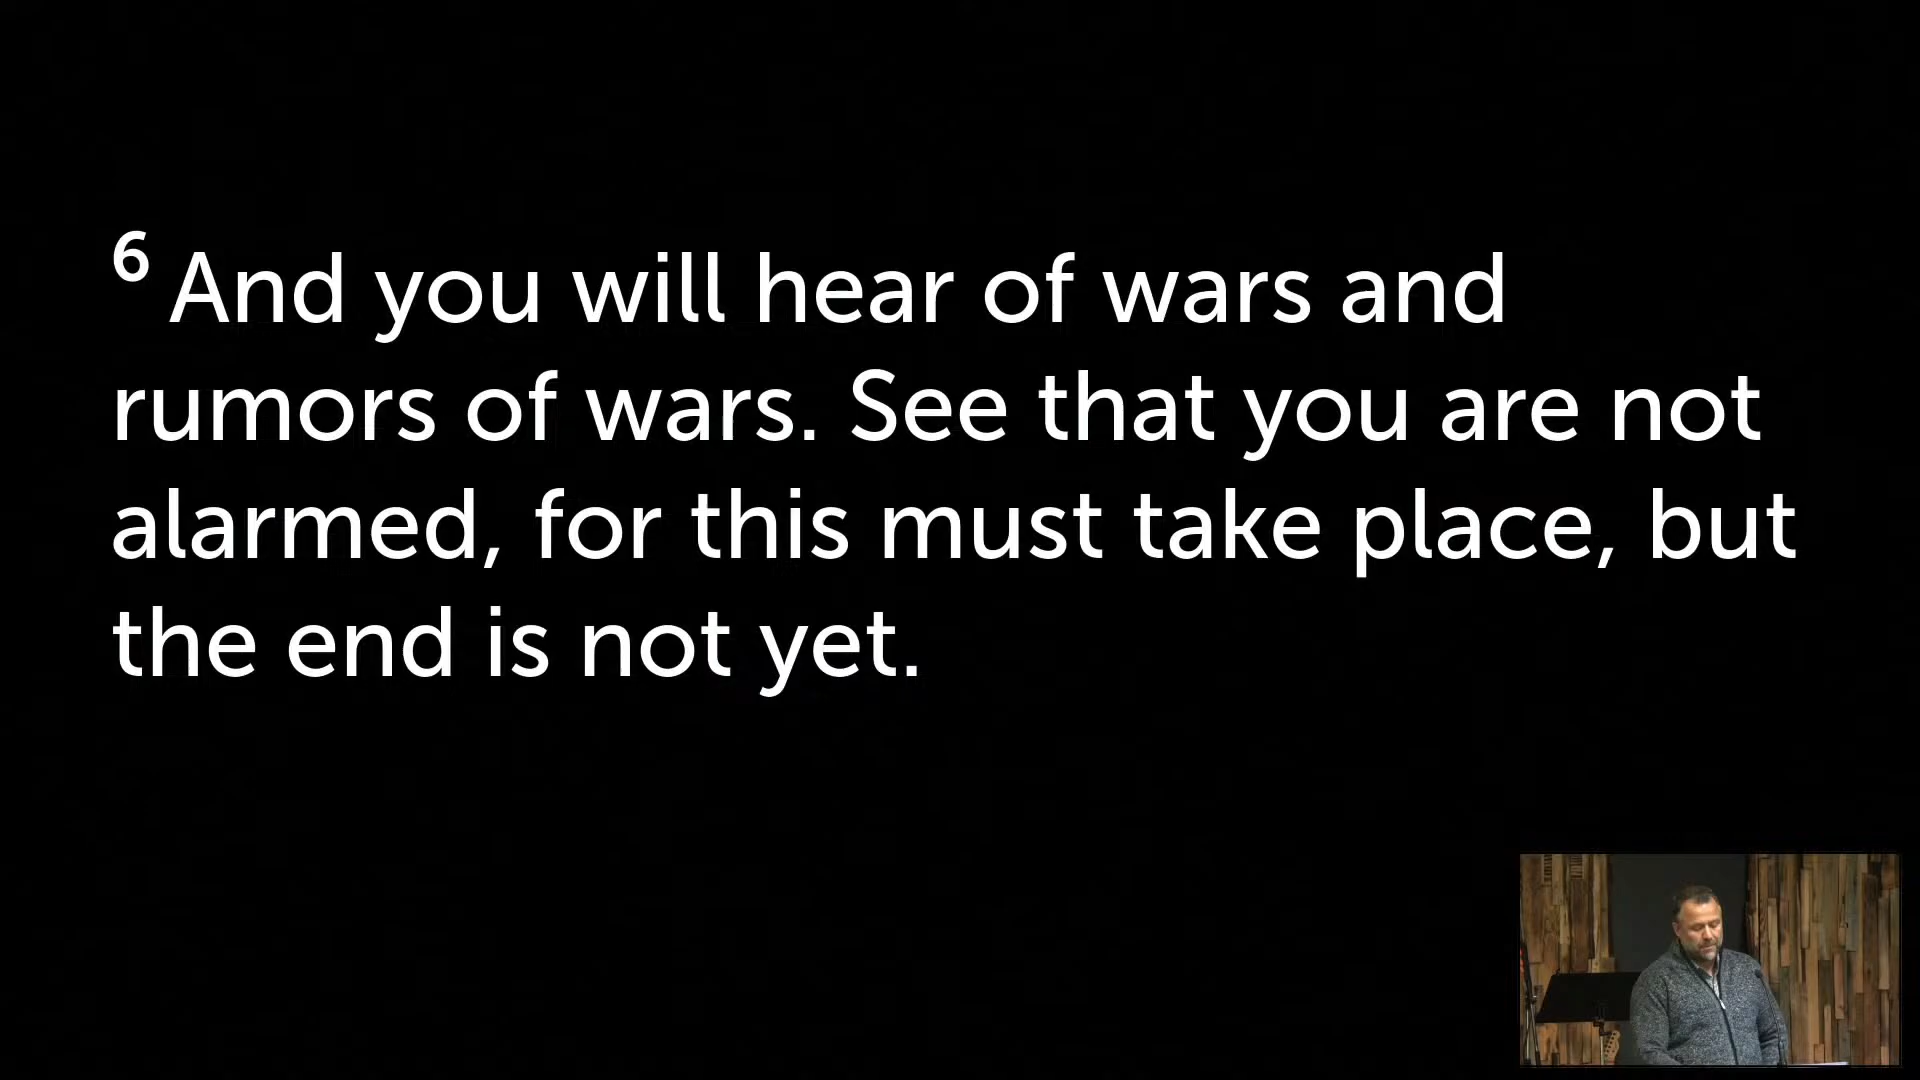 6 And you will hear of wars and
rumors of wars. See that you are not
alarmed, for this must take place, but
the end is not yet.